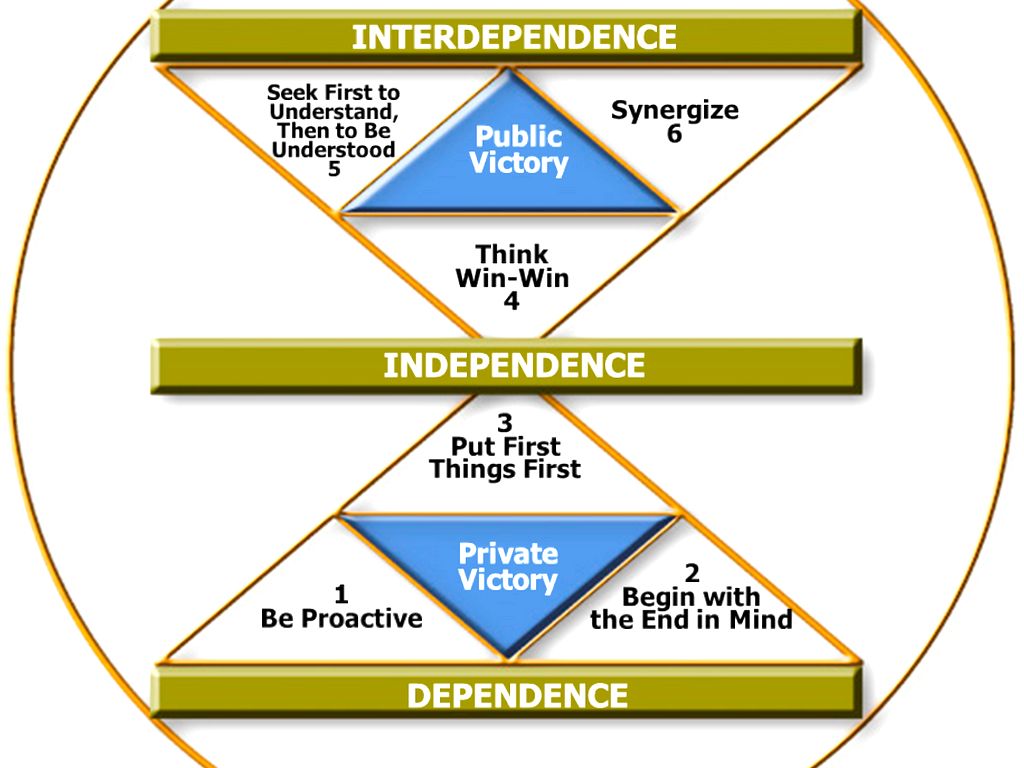 INTERDEPENDENCE
Seek First to
Understand,
Then to Be
Understood
5
Public
Victory
Synergize
6
Think
Win-Win
4
INDEPENDENCE
3
Put First
Things First
Private
Victory
1
Be Proactive
2
Begin with
the End in Mind
DEPENDENCE